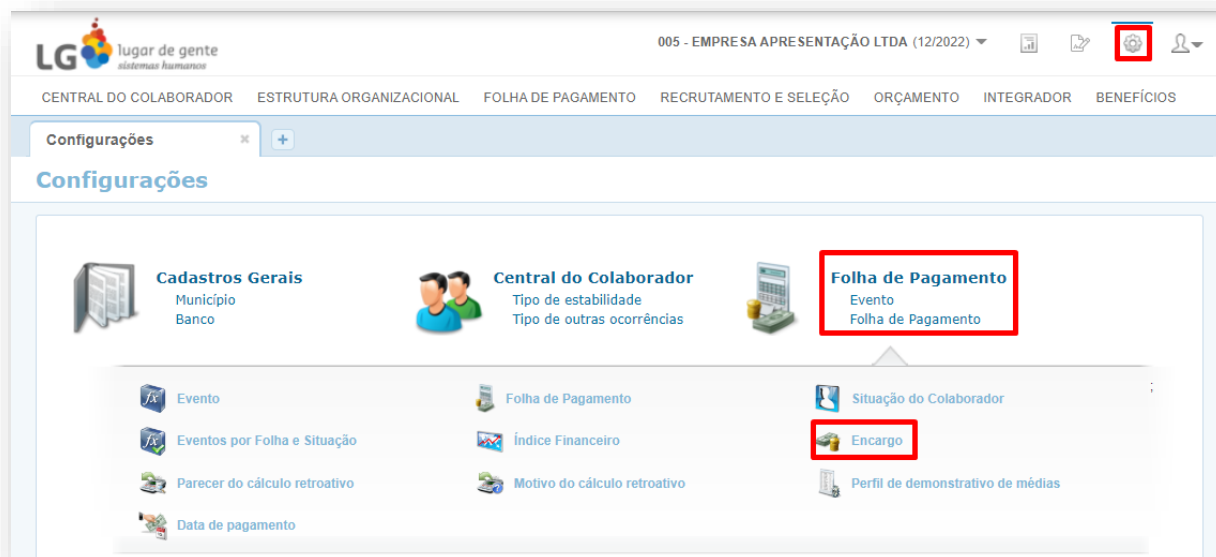 LG lugar de gente
sistemas humanos
005 - EMPRESA APRESENTAÇÃO LTDA (12/2022)
CENTRAL DO COLABORADOR ESTRUTURA ORGANIZACIONAL FOLHA DE PAGAMENTO RECRUTAMENTO E SELEÇÃO ORÇAMENTO INTEGRADOR BENEFÍCIOS
Configurações × +
Configurações
Cadastros Gerais Central do Colaborador Folha de Pagamento
Município Tipo de estabilidade Evento
Banco Tipo de outras ocorrências Folha de Pagamento
;
fx Evento Folha de Pagamento Situação do Colaborador
fx Eventos por Folha e Situação Índice Financeiro Encargo
Parecer do cálculo retroativo Motivo do cálculo retroativo Perfil de demonstrativo de médias
Data de pagamento